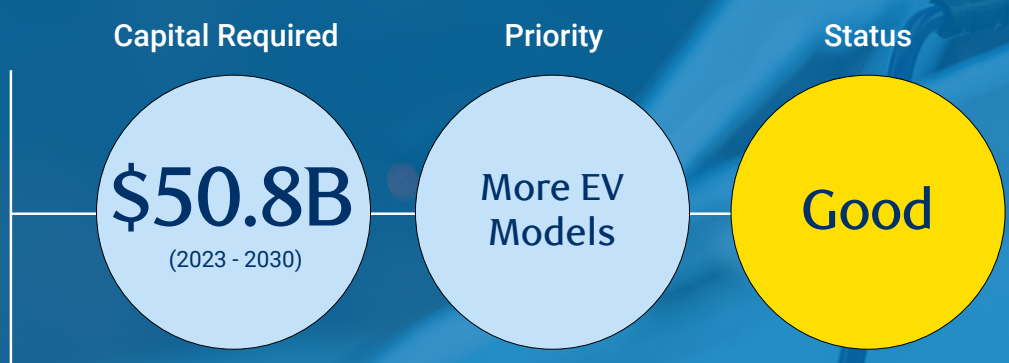 Capital Required
Priority
Status
$50.8B
(2023 - 2030)
More EV
Models
Good